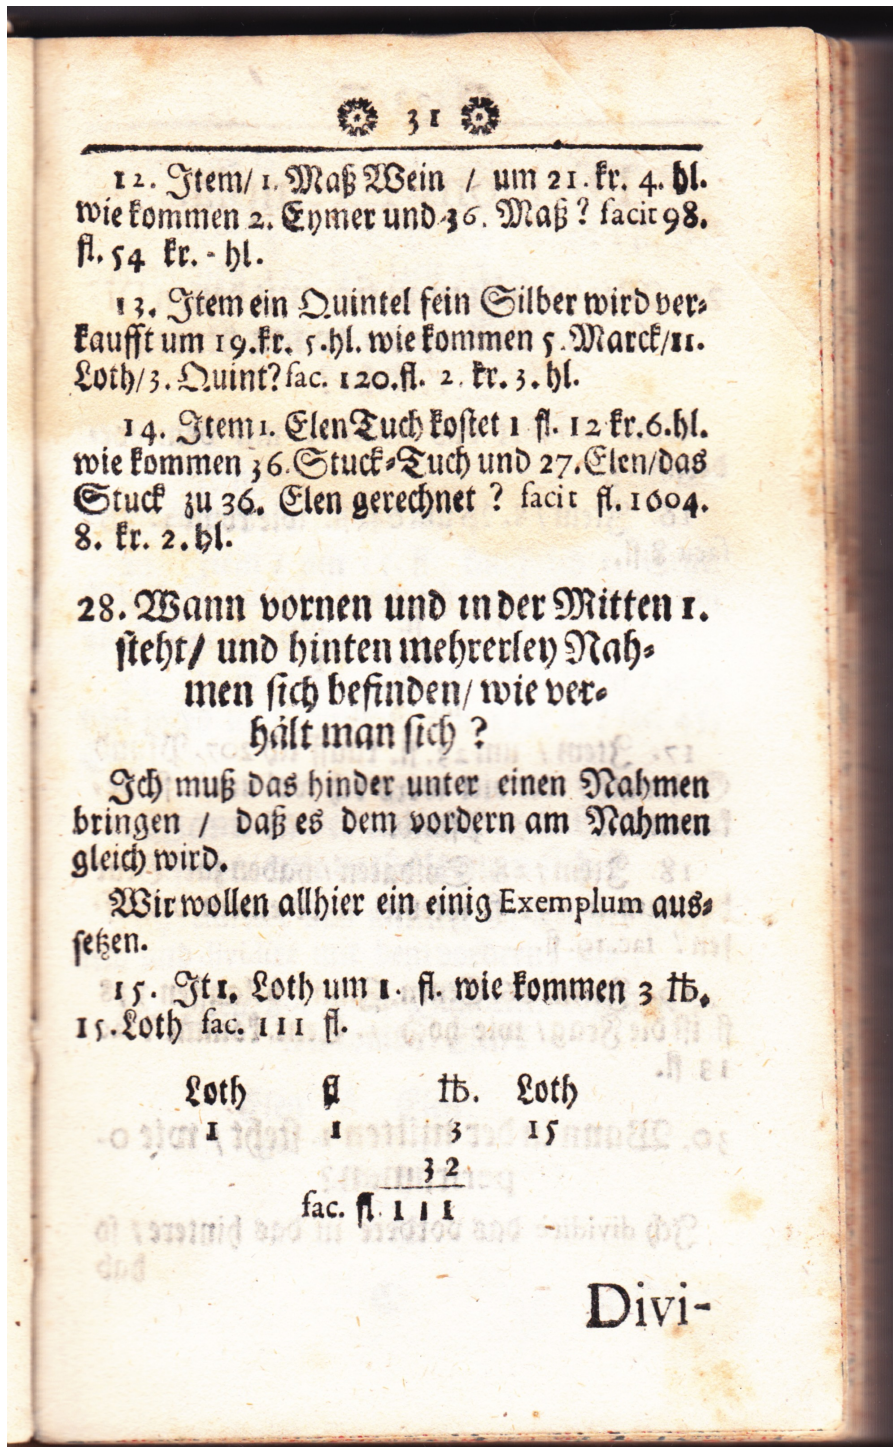 31
12. Item/ 1. Maß Wein / um 21. kr. 4. hl.
wie kommen 2. Eymer und 36. Maß? facit 98.
fl. 54 kr. - hl.
13. Item ein Quintel fein Silber wird ver-
kaufft um 19. kr. 5. hl. wie kommen 5. Marck/ 11.
Loth/ 3. Quint? fac. 120. fl. 2. kr. 3. hl.
14. Item 1. Elen Tuch kostet 1 fl. 12 kr. 6. hl.
wie kommen 36. Stuck-Tuch und 27. Elen/ das
Stuck zu 36. Elen gerechnet? facit fl. 1604.
8. kr. 2. hl.
28. Wann vornen und in der Mitten 1.
steht/ und hinten mehrerley Nah-
men sich befinden/ wie ver-
hält man sich?
Ich muß das hinder unter einen Nahmen
bringen / daß es dem vordern am Nahmen
gleich wird.
Wir wollen allhier ein einig Exemplum aus-
setzen.
15. It 1. Loth um 1. fl. wie kommen 3 ℔.
15. Loth fac. 111 fl.
Loth fl ℔. Loth
1 1 3 15
32
fac. fl. 111
Divi-